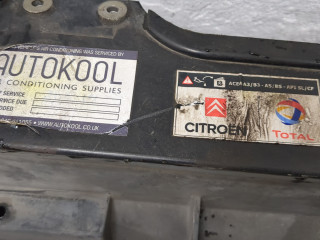 AIR CONDITIONING WAS SERVICED BY
AUTOKOOL
CONDITIONING SUPPLIES
SERVICE
DUE
WWW.AUTOKOOL.CO.UK
ACEA A3/B3 - A5/B5 - API SL/CF
CITROËN
TOTAL